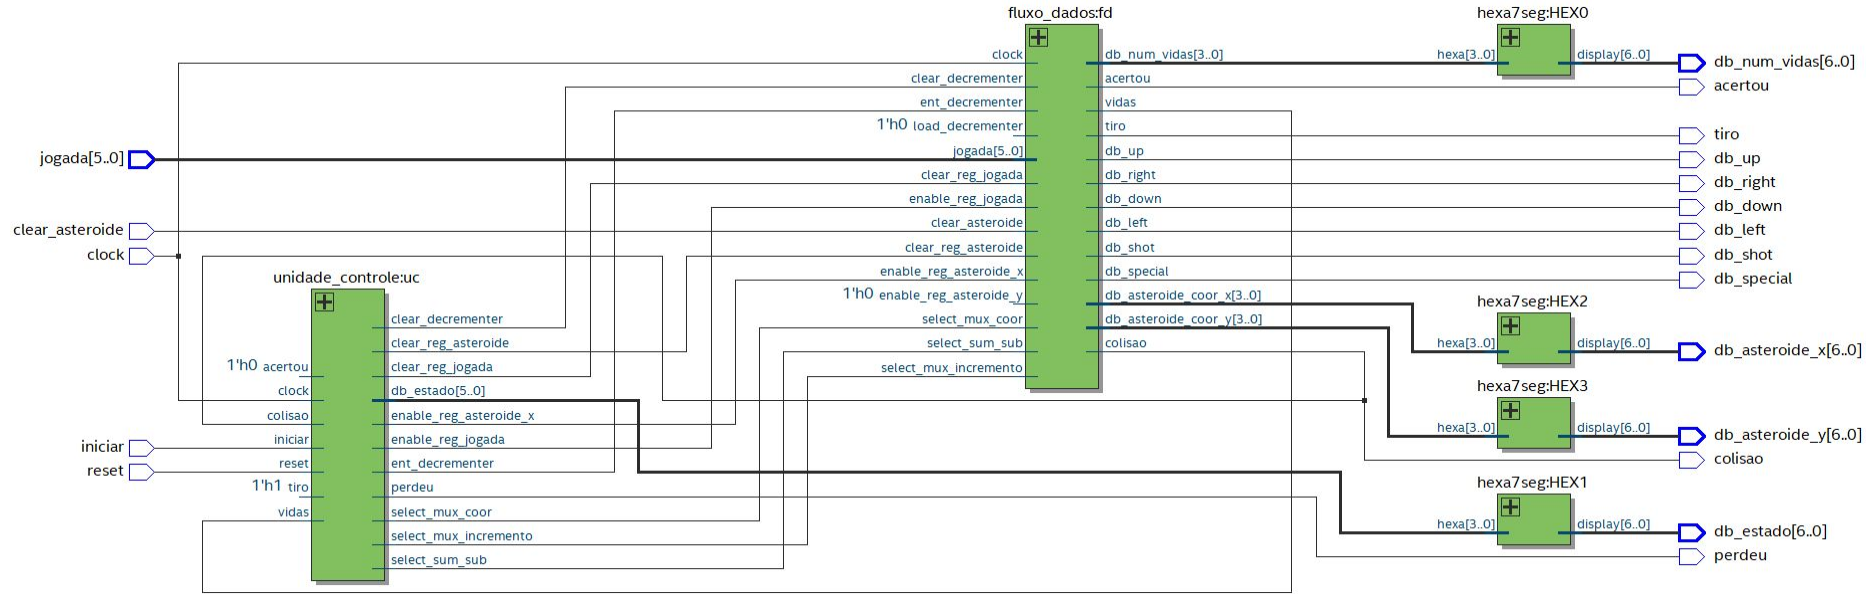 fluxo_dados:fd
hexa7seg:HEX0
clock
db_num_vidas[3..0]
hexa[3..0]
display[6..0]
db_num_vidas[6..0]
clear_decrementer
acertou
acertou
ent_decrementer
vidas
1'h0 load_decrementer
tiro
tiro
jogada[5..0]
jogada[5..0]
db_up
db_up
clear_reg_jogada
db_right
db_right
enable_reg_jogada
db_down
db_down
clear_asteroide
clear_asteroide
db_left
db_left
clock
clear_reg_asteroide
db_shot
db_shot
enable_reg_asteroide_x
db_special
db_special
1'h0 enable_reg_asteroide_y
db_asteroide_coor_x[3..0]
select_mux_coor
db_asteroide_coor_y[3..0]
select_sum_sub
colisao
select_mux_incremento
hexa7seg:HEX2
hexa[3..0]
display[6..0]
db_asteroide_x[6..0]
hexa7seg:HEX3
hexa[3..0]
display[6..0]
db_asteroide_y[6..0]
colisao
hexa7seg:HEX1
hexa[3..0]
display[6..0]
db_estado[6..0]
perdeu
unidade_controle:uc
clear_decrementer
clear_reg_asteroide
1'h0 acertou
clear_reg_jogada
clock
db_estado[5..0]
colisao
enable_reg_asteroide_x
iniciar
iniciar
enable_reg_jogada
reset
reset
ent_decrementer
1'h1 tiro
perdeu
vidas
select_mux_coor
select_mux_incremento
select_sum_sub